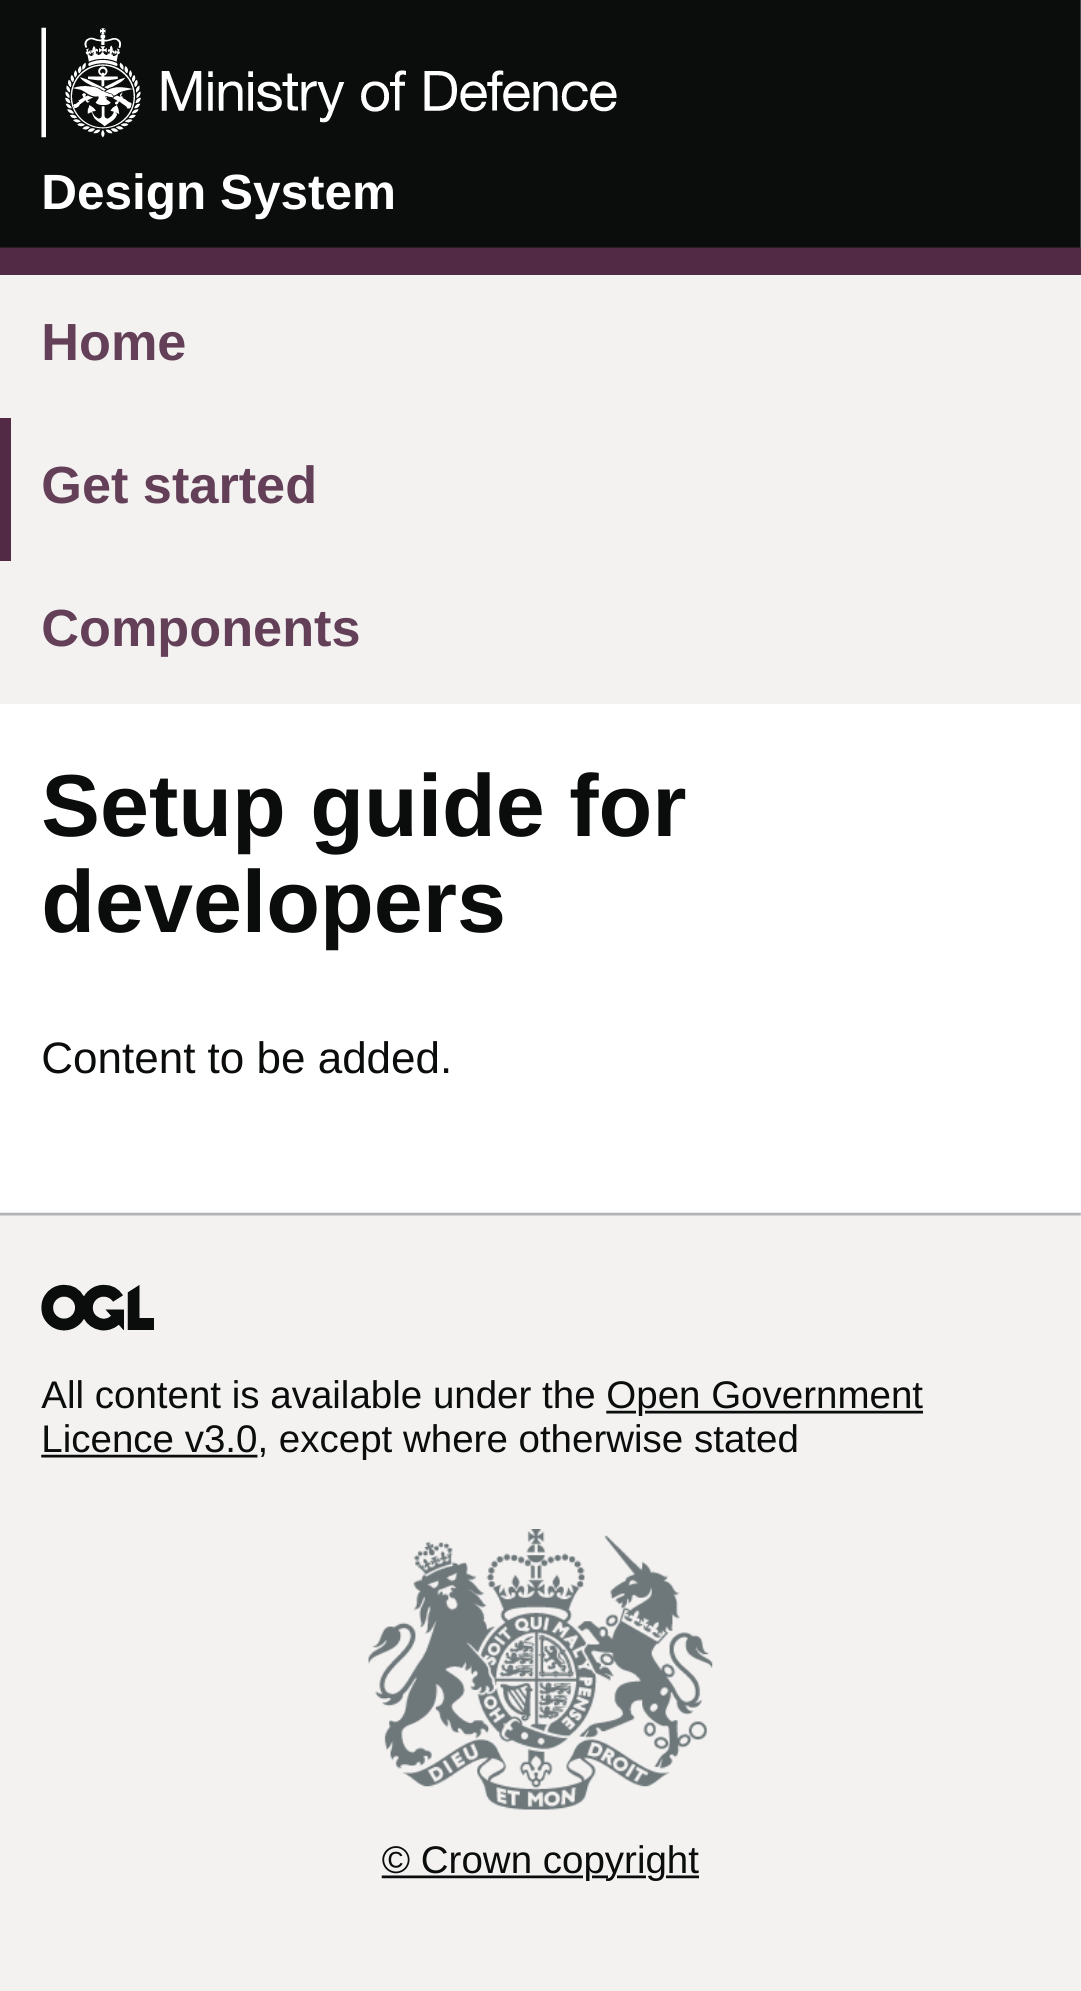 Ministry of Defence
Design System
Home
Get started
Components
Setup guide for
developers
Content to be added.
OGL
All content is available under the Open Government
Licence v3.0, except where otherwise stated
SOIT QUI MAL Y PENSE
DIEU ET MON DROIT
© Crown copyright